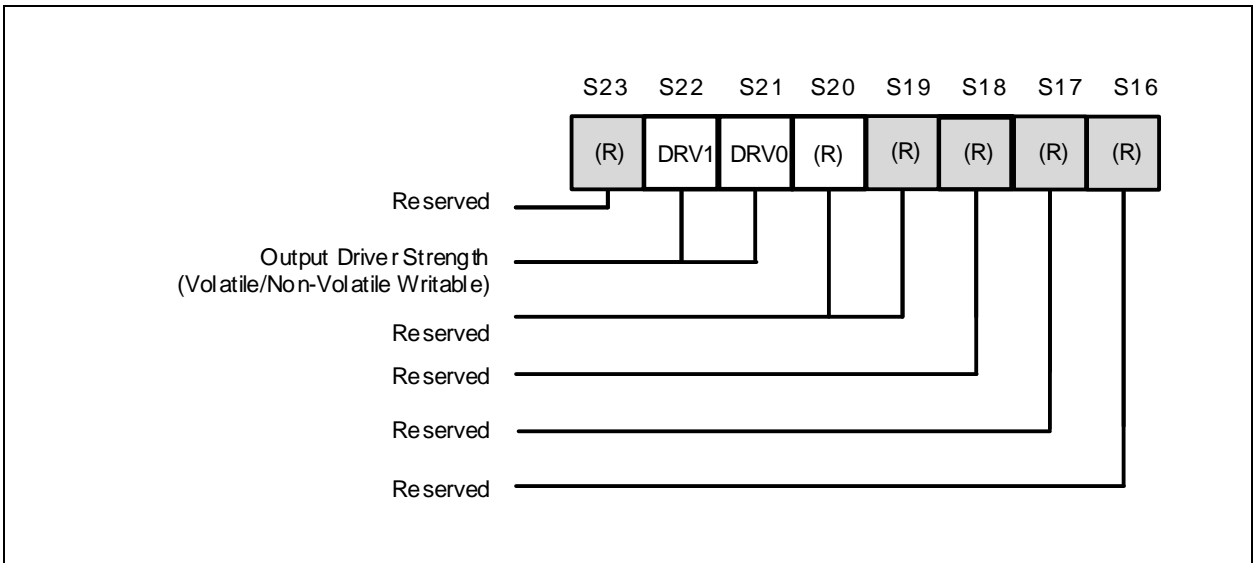 S23 S22 S21 S20 S19 S18 S17 S16
(R) DRV1 DRV0 (R) (R) (R) (R) (R)
Reserved
Output Driver Strength
(Volatile/Non-Volatile Writable)
Reserved
Reserved
Reserved
Reserved